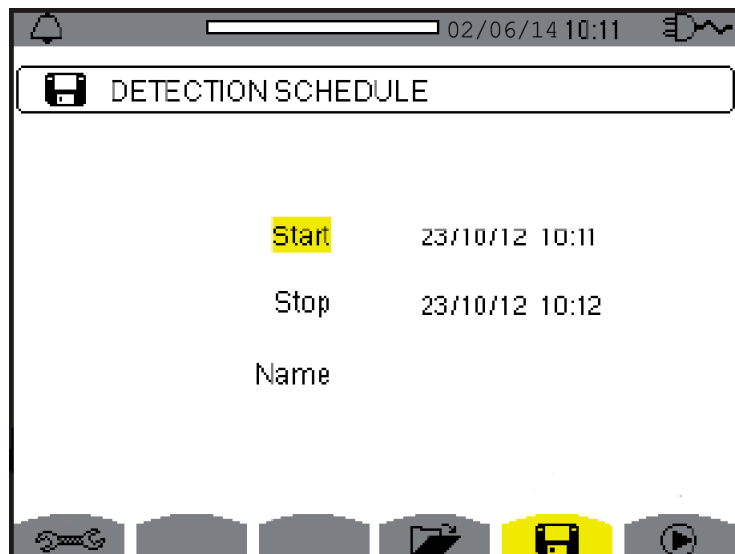 02/06/14 10:11
DETECTION SCHEDULE
Start 23/10/12 10:11
Stop 23/10/12 10:12
Name